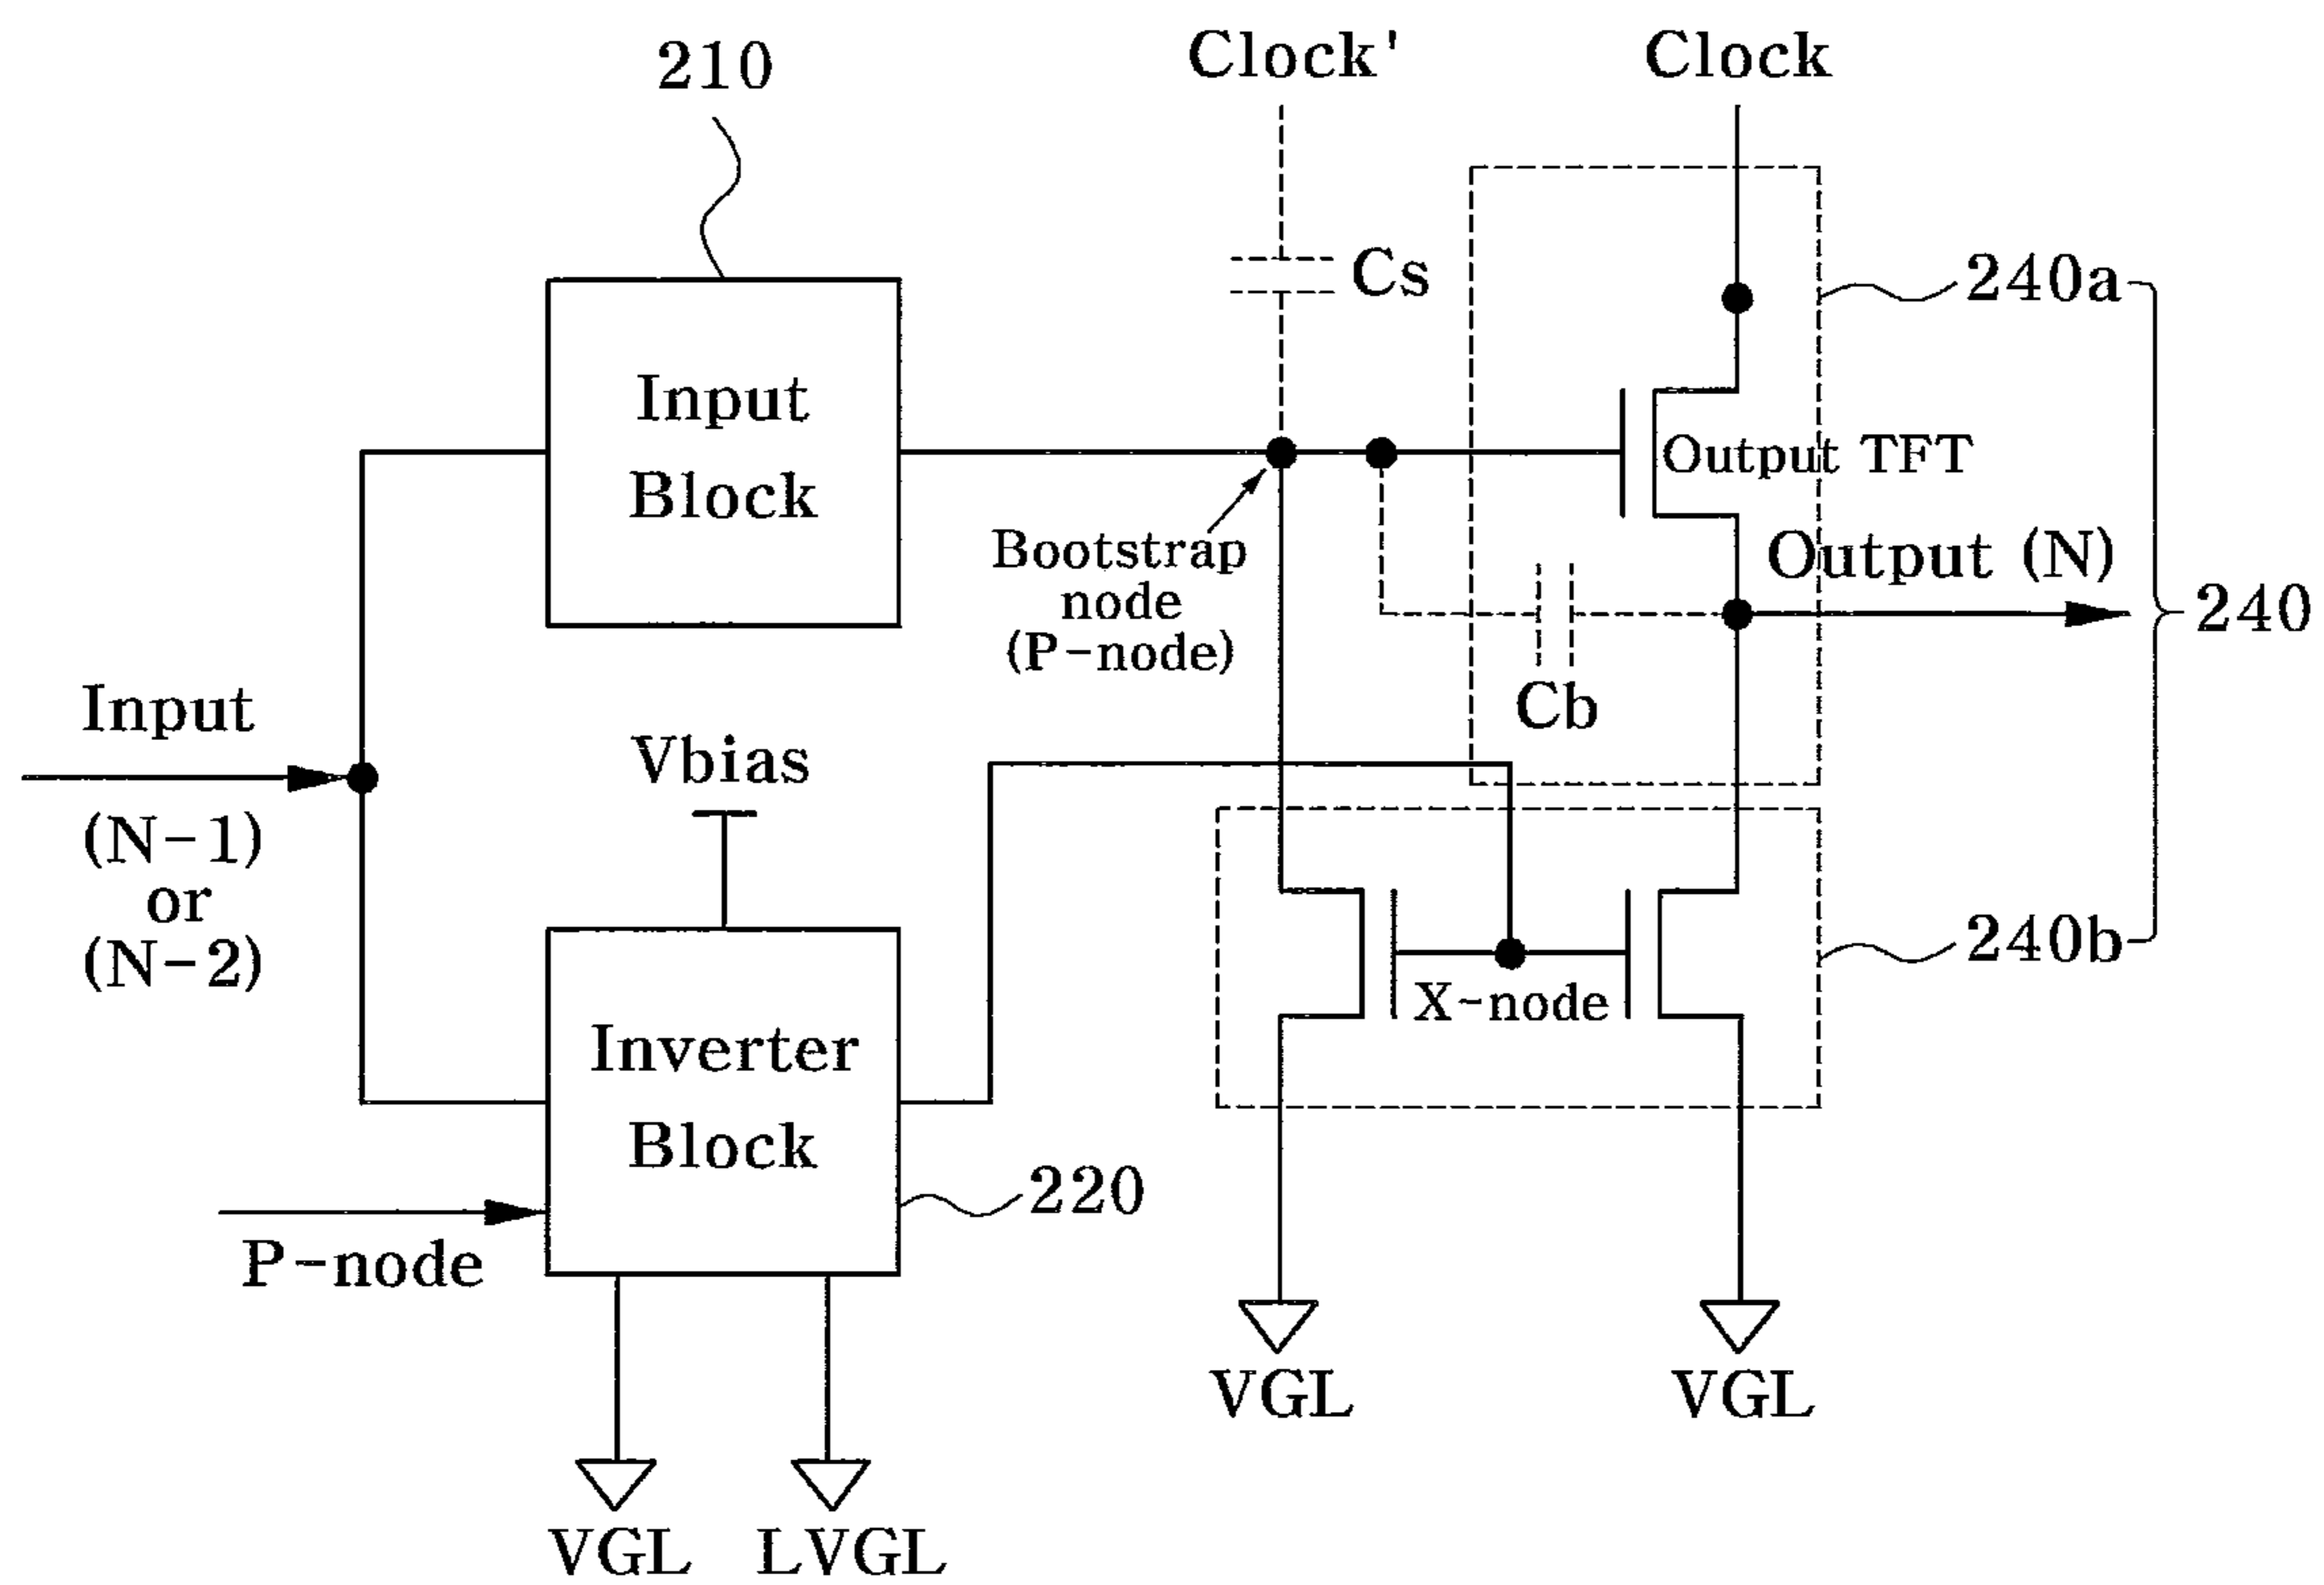 210
Clock'
Clock
Cs
240a
Input
Block
Output TFT
Bootstrap
node
(P-node)
Output (N)
240
Cb
Input
(N-1)
or
(N-2)
Vbias
Inverter
Block
X-node
240b
220
P-node
VGL
VGL
VGL
LVGL